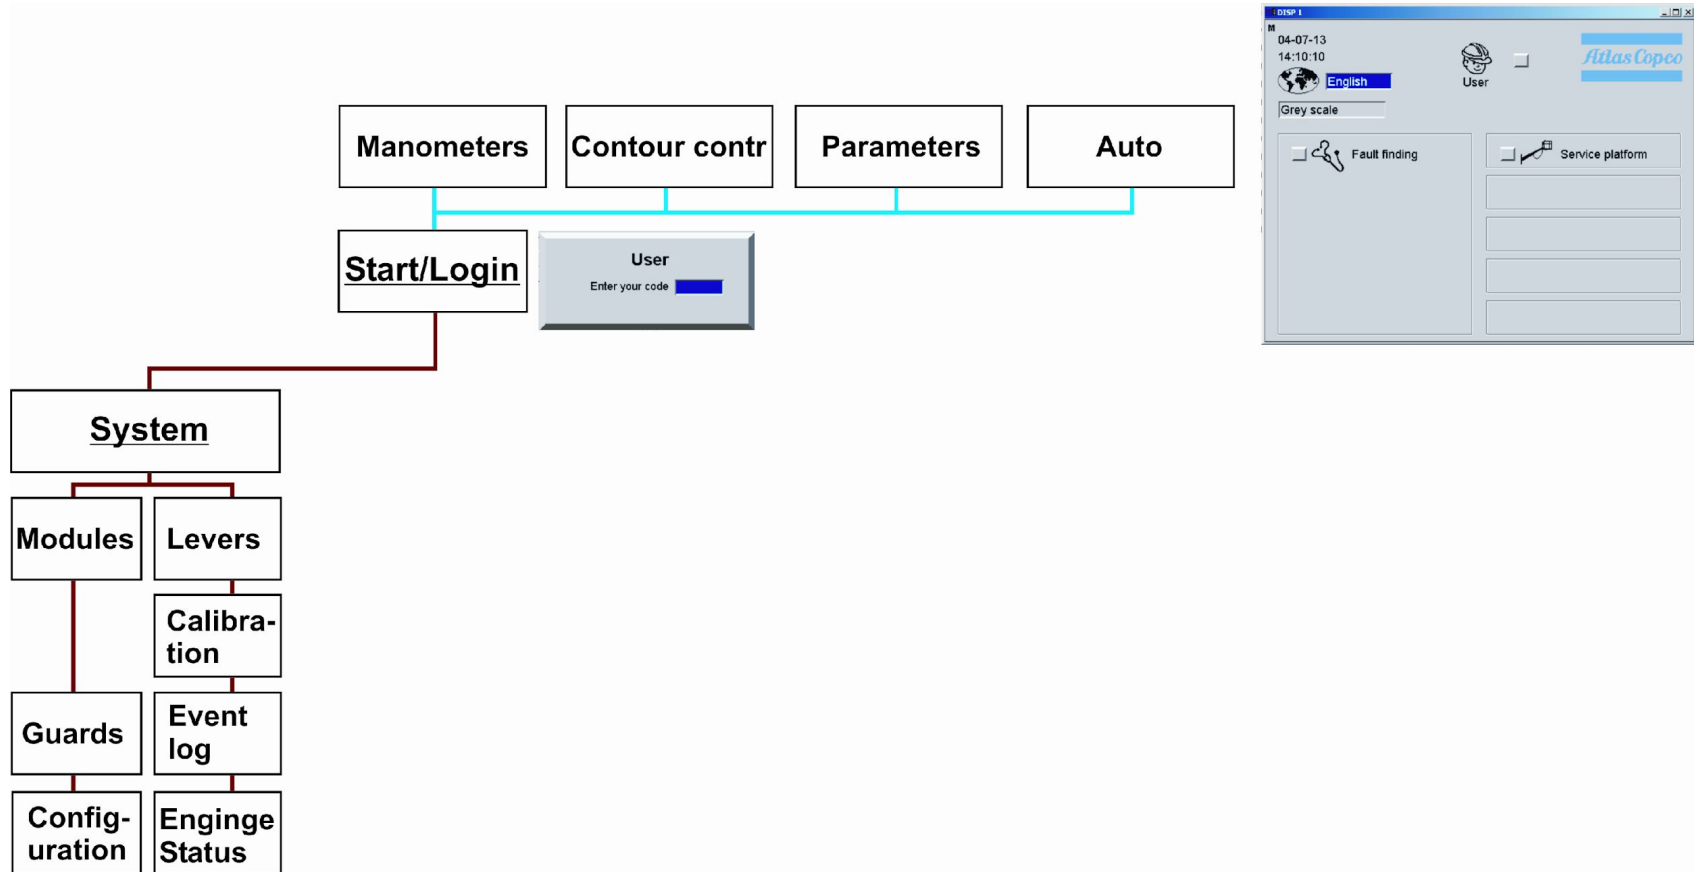 DISP 1
M
04-07-13
14:10:10
English
User
Atlas Copco
Grey scale
Fault finding
Service platform
Manometers
Contour contr
Parameters
Auto
Start/Login
User
Enter your code
System
Modules
Levers
Calibra-
tion
Guards
Event
log
Config-
uration
Enginge
Status